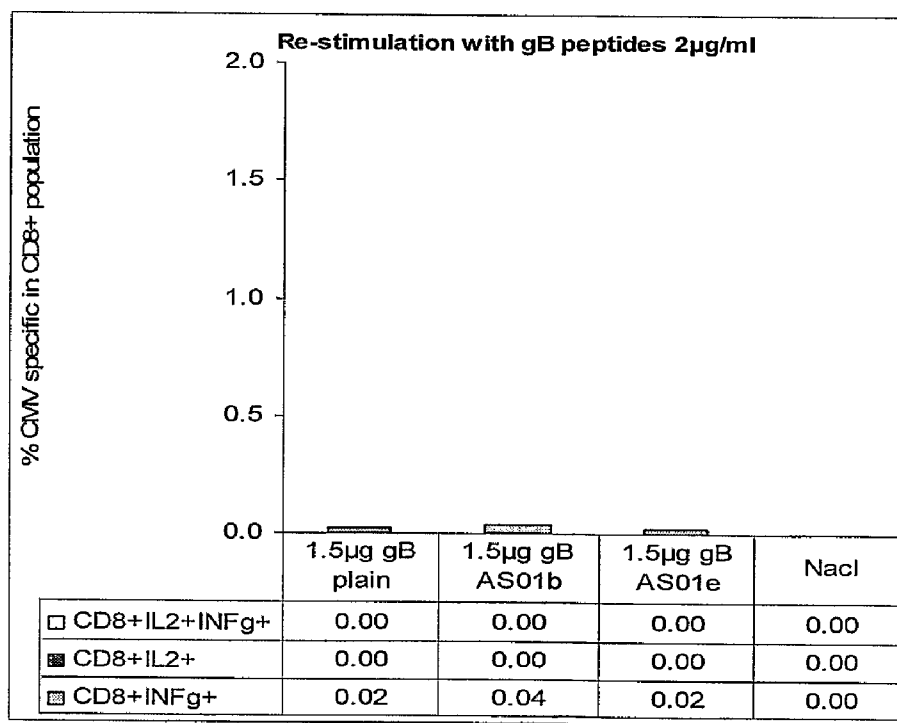 Re-stimulation with gB peptides 2µg/ml
% CMV specific in CD8+ population
2.0
1.5
1.0
0.5
0.0
1.5µg gB plain 1.5µg gB AS01b 1.5µg gB AS01e Nacl
CD8+IL2+INFg+ 0.00 0.00 0.00 0.00
CD8+IL2+ 0.00 0.00 0.00 0.00
CD8+INFg+ 0.02 0.04 0.02 0.00